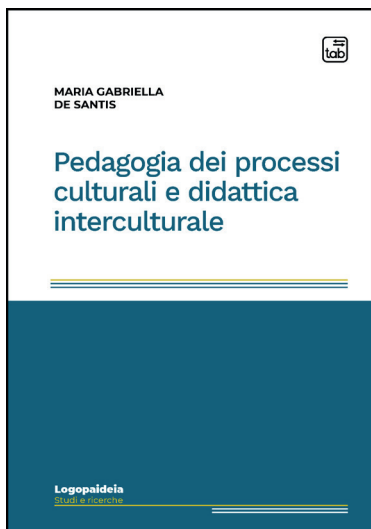 tab
MARIA GABRIELLA
DE SANTIS
Pedagogia dei processi
culturali e didattica
interculturale
Logopaideia
Studi e ricerche